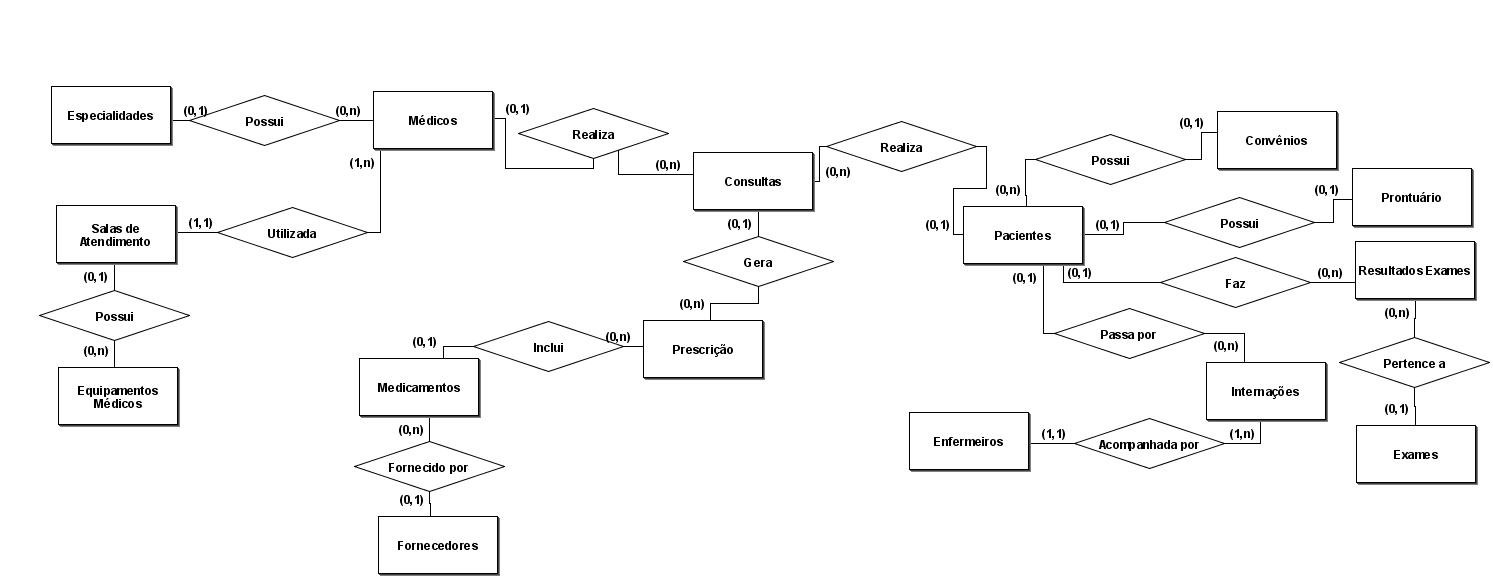 Especialidades
(0,1)
Possui
(0,n)
Médicos
(0,1)
Realiza
(0,n)
Consultas
(0,n)
Realiza
(0,1)
Pacientes
(0,n)
Possui
(0,1)
Convênios
(0,1)
Possui
(0,1)
Prontuário
(0,1)
Faz
(0,n)
Resultados Exames
(0,n)
Pertence a
(0,1)
Exames
(0,1)
Passa por
(0,n)
Internações
(1,n)
Acompanhada por
(1,1)
Enfermeiros
(1,n)
Utilizada
(1,1)
Salas de
Atendimento
(0,1)
Possui
(0,n)
Equipamentos
Médicos
(0,1)
Gera
(0,n)
Prescrição
(0,n)
Inclui
(0,1)
Medicamentos
(0,n)
Fornecido por
(0,1)
Fornecedores